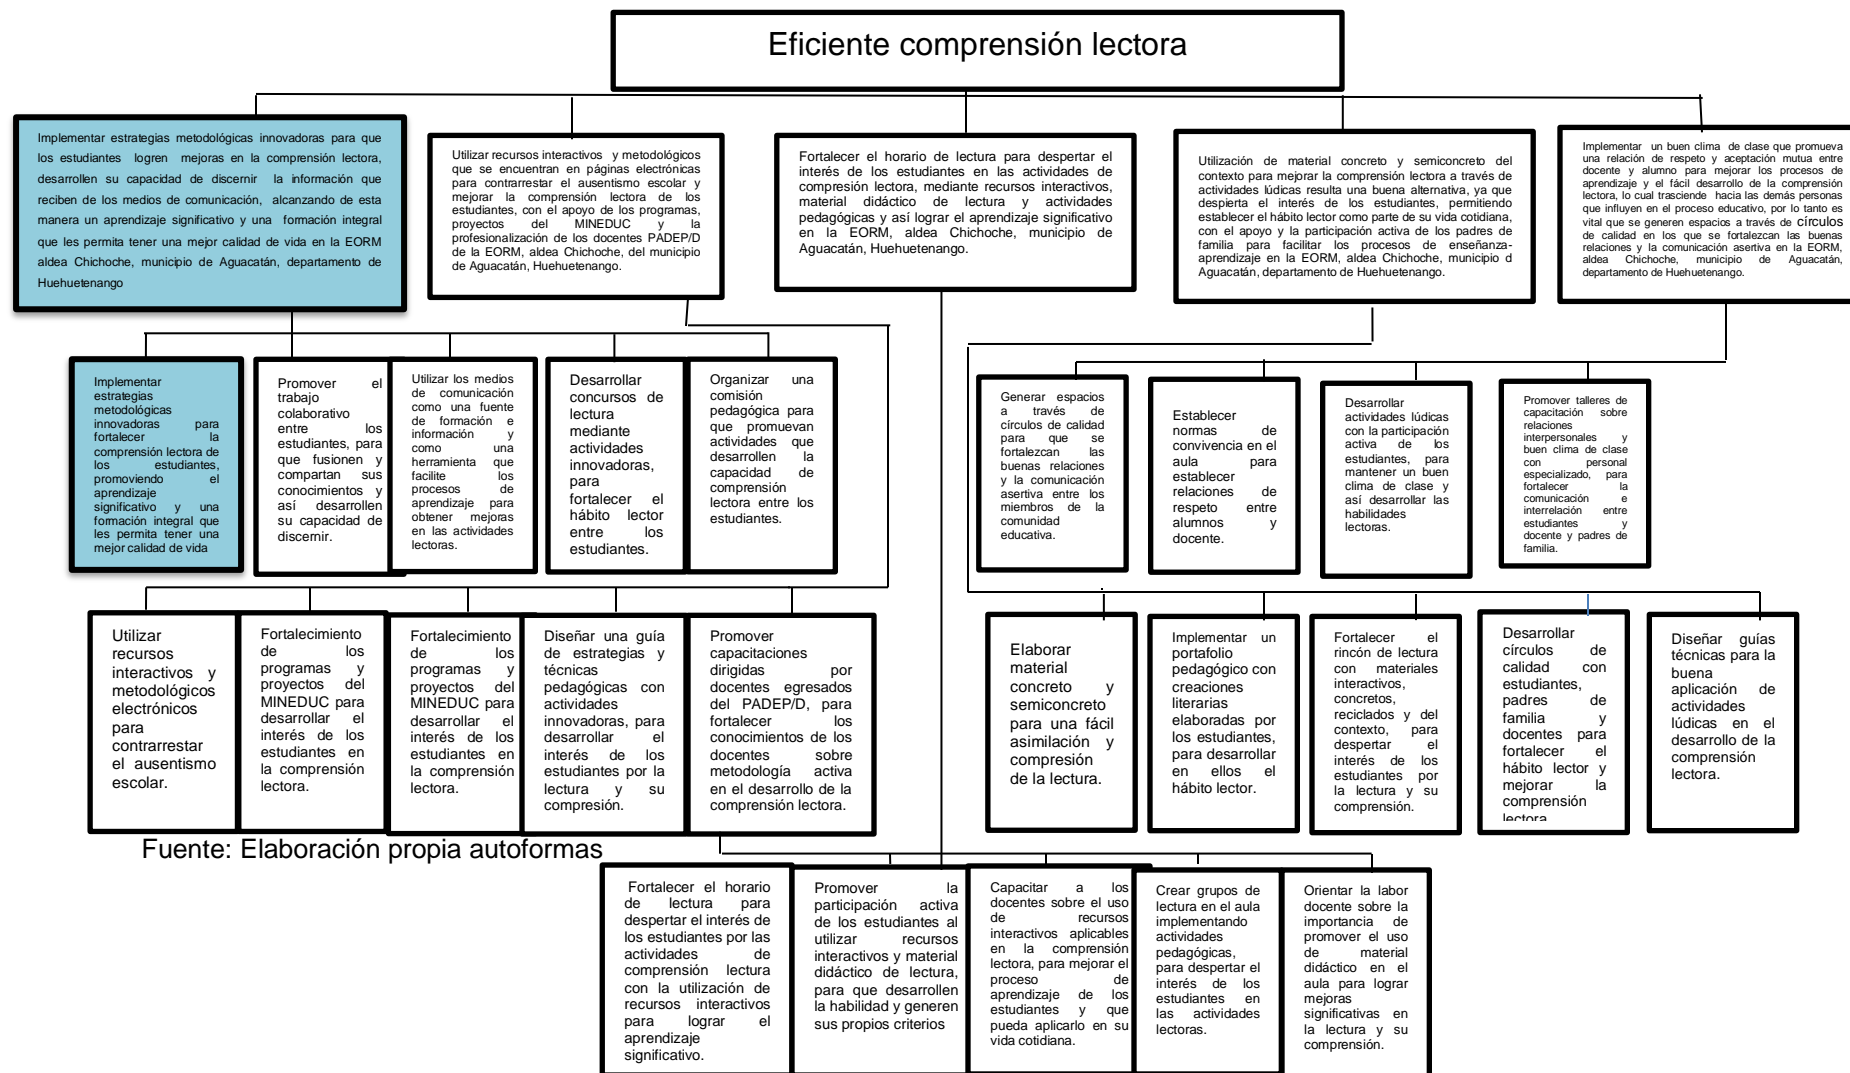 Eficiente comprensión lectora
Implementar estrategias metodológicas innovadoras para que
los estudiantes logren mejoras en la comprensión lectora,
desarrollen su capacidad de discernir la información que
reciben de los medios de comunicación, alcanzando de esta
manera un aprendizaje significativo y una formación integral
que les permita tener una mejor calidad de vida en la EORM
aldea Chichoche, municipio de Aguacatán, departamento de
Huehuetenango
Utilizar recursos interactivos y metodológicos
que se encuentran en páginas electrónicas
para contrarrestar el ausentismo escolar y
mejorar la comprensión lectora de los
estudiantes, con el apoyo de los programas,
proyectos del MINEDUC y la
profesionalización de los docentes PADEP/D
de la EORM, aldea Chichoche, del municipio
de Aguacatán, Huehuetenango.
Fortalecer el horario de lectura para despertar el
interés de los estudiantes en las actividades de
compresión lectora, mediante recursos interactivos,
material didáctico de lectura y actividades
pedagógicas y así lograr el aprendizaje significativo
en la EORM, aldea Chichoche, municipio de
Aguacatán, Huehuetenango.
Utilización de material concreto y semiconcreto del
contexto para mejorar la comprensión lectora a través de
actividades lúdicas resulta una buena alternativa, ya que
despierta el interés de los estudiantes, permitiendo
establecer el hábito lector como parte de su vida cotidiana,
con el apoyo y la participación activa de los padres de
familia para facilitar los procesos de enseñanza-
aprendizaje en la EORM, aldea Chichoche, municipio d
Aguacatán, departamento de Huehuetenango.
Implementar un buen clima de clase que promueva
una relación de respeto y aceptación mutua entre
docente y alumno para mejorar los procesos de
aprendizaje y el fácil desarrollo de la comprensión
lectora, lo cual trasciende hacia las demás personas
que influyen en el proceso educativo, por lo tanto es
vital que se generen espacios a través de círculos
de calidad en los que se fortalezcan las buenas
relaciones y la comunicación asertiva en la EORM,
aldea Chichoche, municipio de Aguacatán,
departamento de Huehuetenango.
Implementar
estrategias
metodológicas
innovadoras para
fortalecer la
comprensión lectora de
los estudiantes,
promoviendo el
aprendizaje
significativo y una
formación integral que
les permita tener una
mejor calidad de vida
Promover el
trabajo
colaborativo
entre los
estudiantes, para
que fusionen y
compartan sus
conocimientos y
así desarrollen
su capacidad de
discernir.
Utilizar los medios
de comunicación
como una fuente
de formación e
información y
como una
herramienta que
facilite los
procesos de
aprendizaje para
obtener mejoras
en las actividades
lectoras.
Desarrollar
concursos de
lectura
mediante
actividades
innovadoras,
para
fortalecer el
hábito lector
entre los
estudiantes.
Organizar una
comisión
pedagógica para
que promuevan
actividades que
desarrollen la
capacidad de
comprensión
lectora entre los
estudiantes.
Generar espacios
a través de
círculos de calidad
para que se
fortalezcan las
buenas relaciones
y la comunicación
asertiva entre los
miembros de la
comunidad
educativa.
Establecer
normas de
convivencia en el
aula para
establecer
relaciones de
respeto entre
alumnos y
docente.
Desarrollar
actividades lúdicas
con la participación
activa de los
estudiantes, para
mantener un buen
clima de clase y
así desarrollar las
habilidades
lectoras.
Promover talleres de
capacitación sobre
relaciones
interpersonales y
buen clima de clase
con personal
especializado, para
fortalecer la
comunicación e
interrelación entre
estudiantes y
docente y padres de
familia.
Utilizar
recursos
interactivos y
metodológicos
electrónicos
para
contrarrestar
el ausentismo
escolar.
Fortalecimiento
de los
programas y
proyectos del
MINEDUC para
desarrollar el
interés de los
estudiantes en
la comprensión
lectora.
Fortalecimiento
de los
programas y
proyectos del
MINEDUC para
desarrollar el
interés de los
estudiantes en
la comprensión
lectora.
Diseñar una guía
de estrategias y
técnicas
pedagógicas con
actividades
innovadoras, para
desarrollar el
interés de los
estudiantes por la
lectura y su
compresión.
Promover
capacitaciones
dirigidas por
docentes egresados
del PADEP/D, para
fortalecer los
conocimientos de los
docentes sobre
metodología activa
en el desarrollo de la
comprensión lectora.
Elaborar
material
concreto y
semiconcreto
para una fácil
asimilación y
compresión
de la lectura.
Implementar un
portafolio
pedagógico con
creaciones
literarias
elaboradas por
los estudiantes,
para desarrollar
en ellos el
hábito lector.
Fortalecer el
rincón de lectura
con materiales
interactivos,
concretos,
reciclados y del
contexto, para
despertar el
interés de los
estudiantes por
la lectura y su
comprensión.
Desarrollar
círculos de
calidad con
estudiantes,
padres de
familia y
docentes para
fortalecer el
hábito lector y
mejorar la
comprensión
lectora
Diseñar guías
técnicas para la
buena
aplicación de
actividades
lúdicas en el
desarrollo de la
comprensión
lectora.
Fuente: Elaboración propia autoformas
Fortalecer el horario
de lectura para
despertar el interés de
los estudiantes por las
actividades de
comprensión lectura
con la utilización de
recursos interactivos
para lograr el
aprendizaje
significativo.
Promover la
participación activa
de los estudiantes al
utilizar recursos
interactivos y material
didáctico de lectura,
para que desarrollen
la habilidad y generen
sus propios criterios
Capacitar a los
docentes sobre el uso
de recursos
interactivos aplicables
en la comprensión
lectora, para mejorar el
proceso de
aprendizaje de los
estudiantes y que
pueda aplicarlo en su
vida cotidiana.
Crear grupos de
lectura en el aula
implementando
actividades
pedagógicas,
para despertar el
interés de los
estudiantes en
las actividades
lectoras.
Orientar la labor
docente sobre la
importancia de
promover el uso
de material
didáctico en el
aula para lograr
mejoras
significativas en
la lectura y su
comprensión.